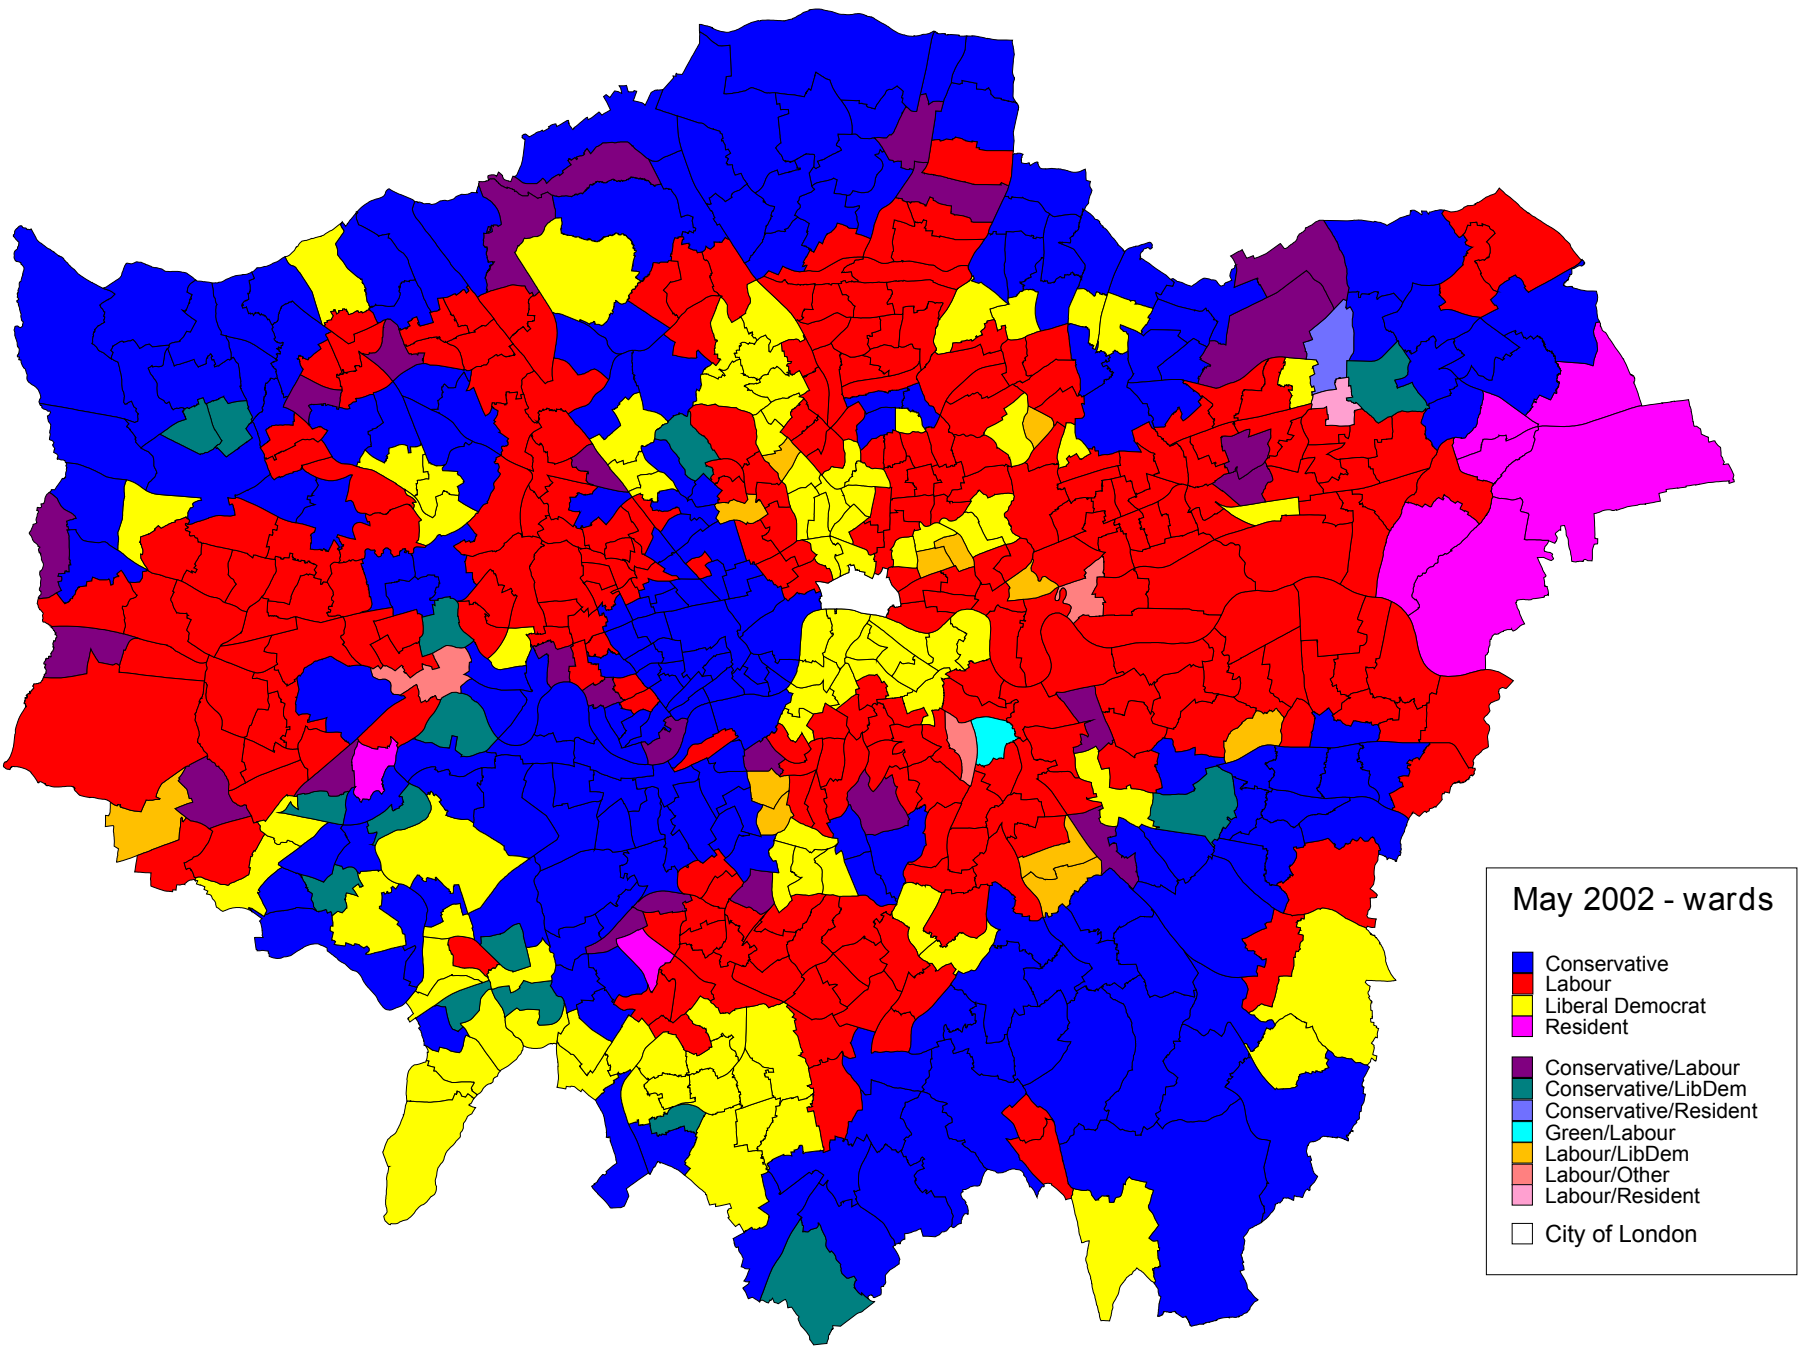 May 2002 - wards
Conservative
Labour
Liberal Democrat
Resident
Conservative/Labour
Conservative/LibDem
Conservative/Resident
Green/Labour
Labour/LibDem
Labour/Other
Labour/Resident
City of London